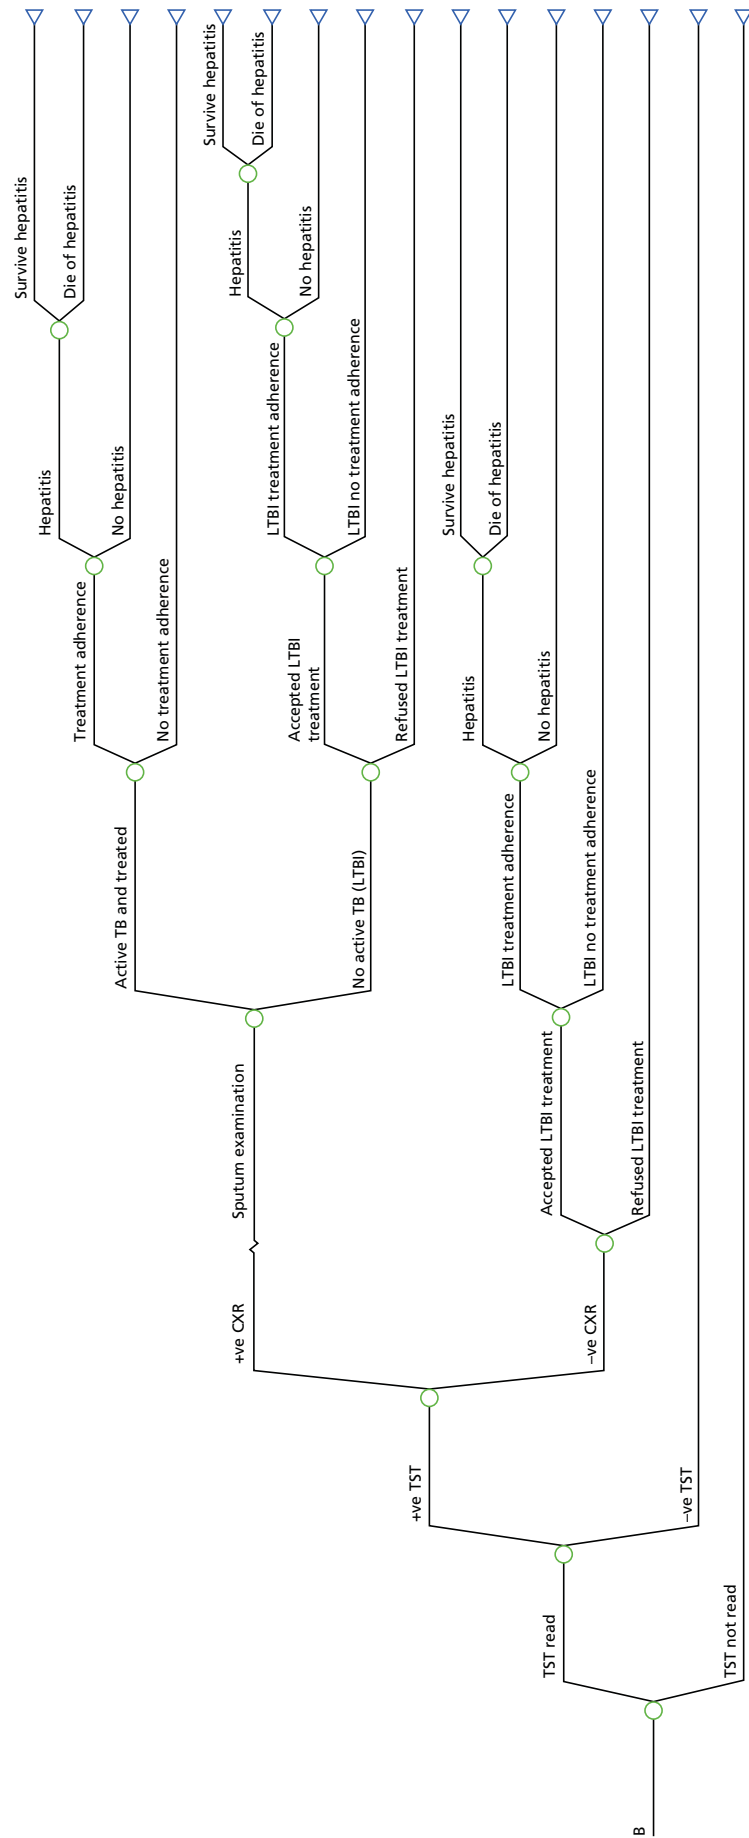 B
TST read
TST not read
+ve TST
–ve TST
+ve CXR
–ve CXR
Sputum examination
Active TB and treated
No active TB (LTBI)
Treatment adherence
No treatment adherence
Hepatitis
No hepatitis
Survive hepatitis
Die of hepatitis
Accepted LTBI
treatment
Refused LTBI treatment
LTBI treatment adherence
LTBI no treatment adherence
Hepatitis
No hepatitis
Survive hepatitis
Die of hepatitis
Accepted LTBI treatment
Refused LTBI treatment
LTBI treatment adherence
LTBI no treatment adherence
Hepatitis
No hepatitis
Survive hepatitis
Die of hepatitis